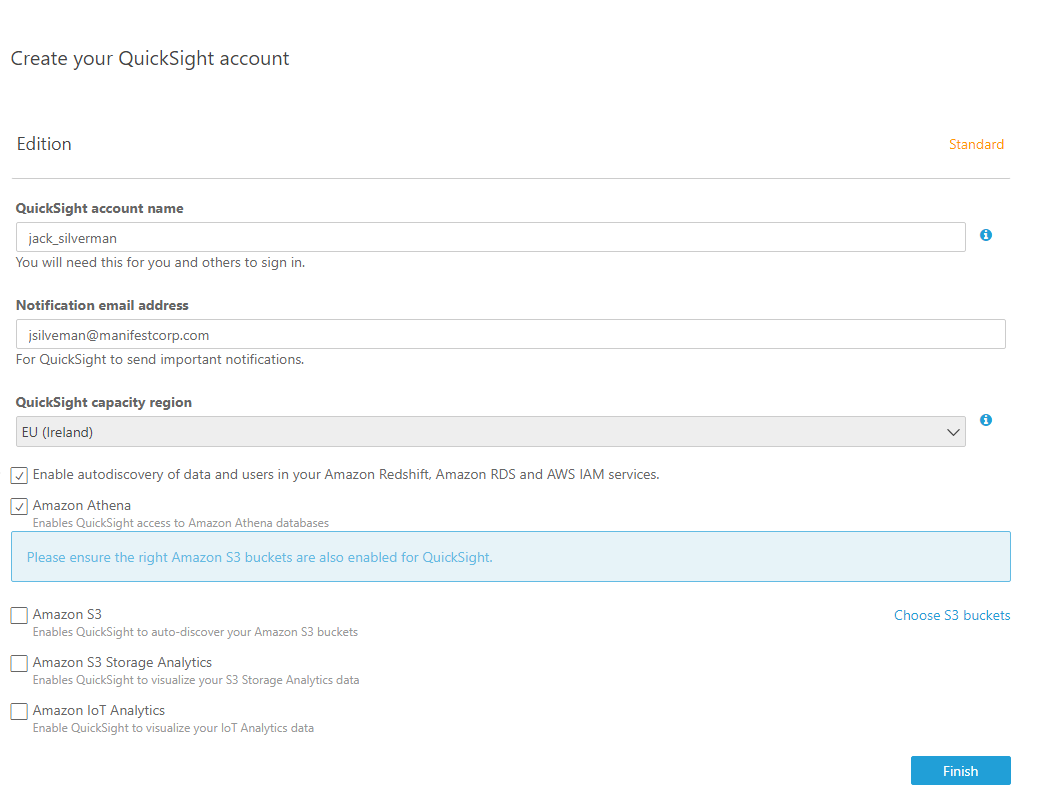 Create your QuickSight account
Edition
Standard
QuickSight account name
jack_silverman
You will need this for you and others to sign in.
Notification email address
jsilveman@manifestcorp.com
For QuickSight to send important notifications.
QuickSight capacity region
EU (Ireland)
Enable autodiscovery of data and users in your Amazon Redshift, Amazon RDS and AWS IAM services.
Amazon Athena
Enables QuickSight access to Amazon Athena databases
Please ensure the right Amazon S3 buckets are also enabled for QuickSight.
Amazon S3
Choose S3 buckets
Enables QuickSight to auto-discover your Amazon S3 buckets
Amazon S3 Storage Analytics
Enables QuickSight to visualize your S3 Storage Analytics data
Amazon IoT Analytics
Enable QuickSight to visualize your IoT Analytics data
Finish